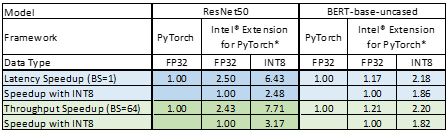 Model ResNet50 BERT-base-uncased
Framework PyTorch Intel® Extension for PyTorch* PyTorch Intel® Extension for PyTorch*
Data Type FP32 FP32 INT8 FP32 FP32 INT8
Latency Speedup (BS=1) 1.00 2.50 6.43 1.00 1.17 2.18
Speedup with INT8 1.00 2.48 1.00 1.86
Throughput Speedup (BS=64) 1.00 2.43 7.71 1.00 1.21 2.20
Speedup with INT8 1.00 3.17 1.00 1.82